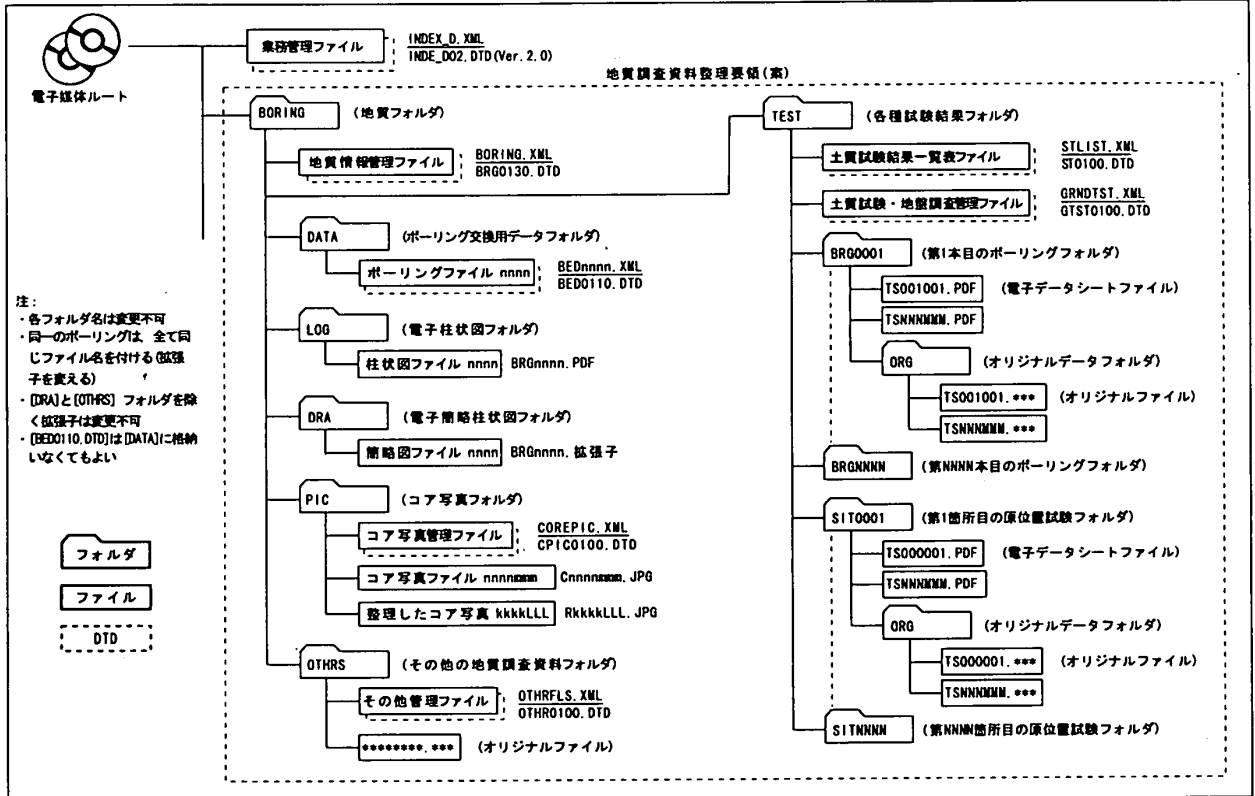 電子媒体ルート
業務管理ファイル
INDEX_D.XML
INDE_D02.DTD(Ver.2.0)
地質調査資料整理要領(案)
BORING
(地質フォルダ)
地質情報管理ファイル
BORING.XML
BRG0130.DTD
DATA
(ボーリング交換用データフォルダ)
ボーリングファイル nnnn
BEDnnnn.XML
BED0110.DTD
LOG
(電子柱状図フォルダ)
柱状図ファイル nnnn
BRGnnnn.PDF
DRA
(電子簡略柱状図フォルダ)
簡略図ファイル nnnn
BRGnnnn.拡張子
PIC
(コア写真フォルダ)
コア写真管理ファイル
COREPIC.XML
CPIC0100.DTD
コア写真ファイル nnnnmmm
Cnnnnmmm.JPG
整理したコア写真 kkkkLLL
RkkkkLLL.JPG
OTHRS
(その他の地質調査資料フォルダ)
その他管理ファイル
OTHRFLS.XML
OTHR0100.DTD
********.***
(オリジナルファイル)
TEST
(各種試験結果フォルダ)
土質試験結果一覧表ファイル
STLIST.XML
ST0100.DTD
土質試験・地盤調査管理ファイル
GRNDTST.XML
GTST0100.DTD
BRG0001
(第1本目のボーリングフォルダ)
TS001001.PDF
(電子データシートファイル)
TSNNNMMM.PDF
ORG
(オリジナルデータフォルダ)
TS001001.***
(オリジナルファイル)
TSNNNMMM.***
BRGNNNN
(第NNNN本目のボーリングフォルダ)
SIT0001
(第1箇所目の原位置試験フォルダ)
TS000001.PDF
(電子データシートファイル)
TSNNNMMM.PDF
ORG
(オリジナルデータフォルダ)
TS000001.***
(オリジナルファイル)
TSNNNMMM.***
SITNNNN
(第NNNN箇所目の原位置試験フォルダ)
注:
・各フォルダ名は変更不可
・同一のボーリングは、全て同
じファイル名を付ける(拡張
子を変える)
・[DRA]と[OTHRS] フォルダを除
く拡張子は変更不可
・[BED0110.DTD]は[DATA]に格納
いなくてもよい
フォルダ
ファイル
DTD